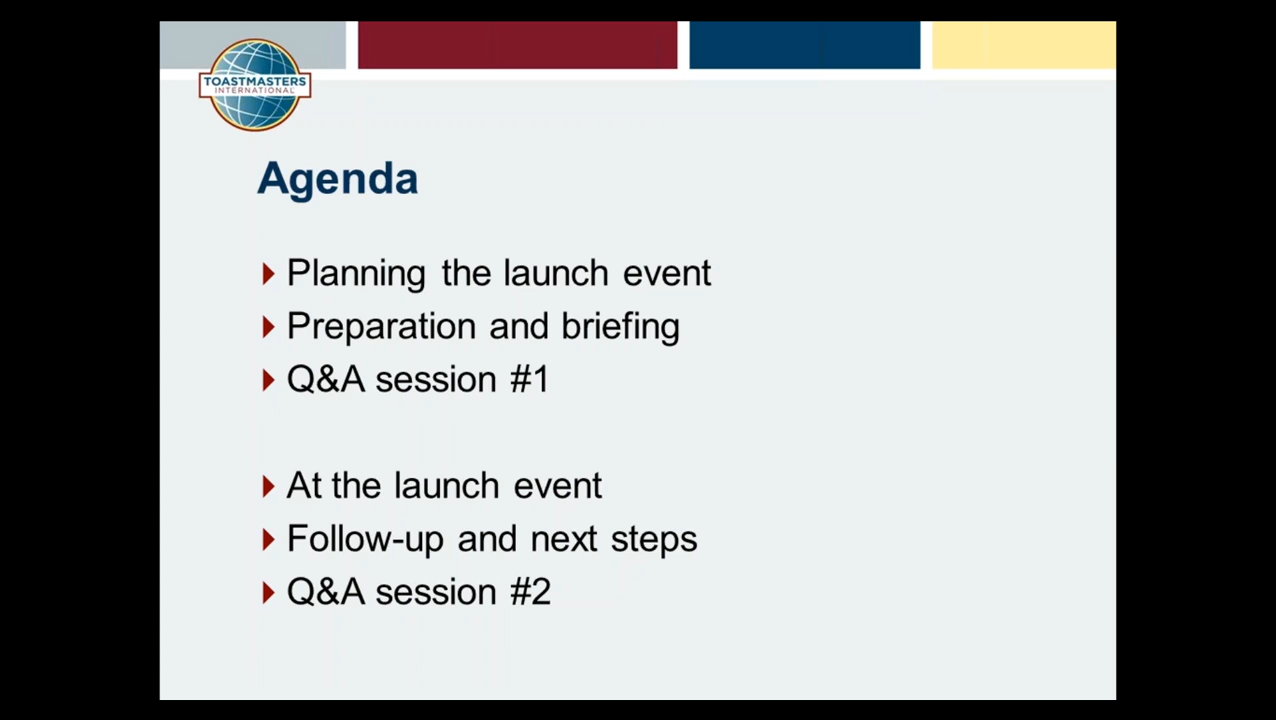 TOASTMASTERS
INTERNATIONAL
Agenda
Planning the launch event
Preparation and briefing
Q&A session #1
At the launch event
Follow-up and next steps
Q&A session #2